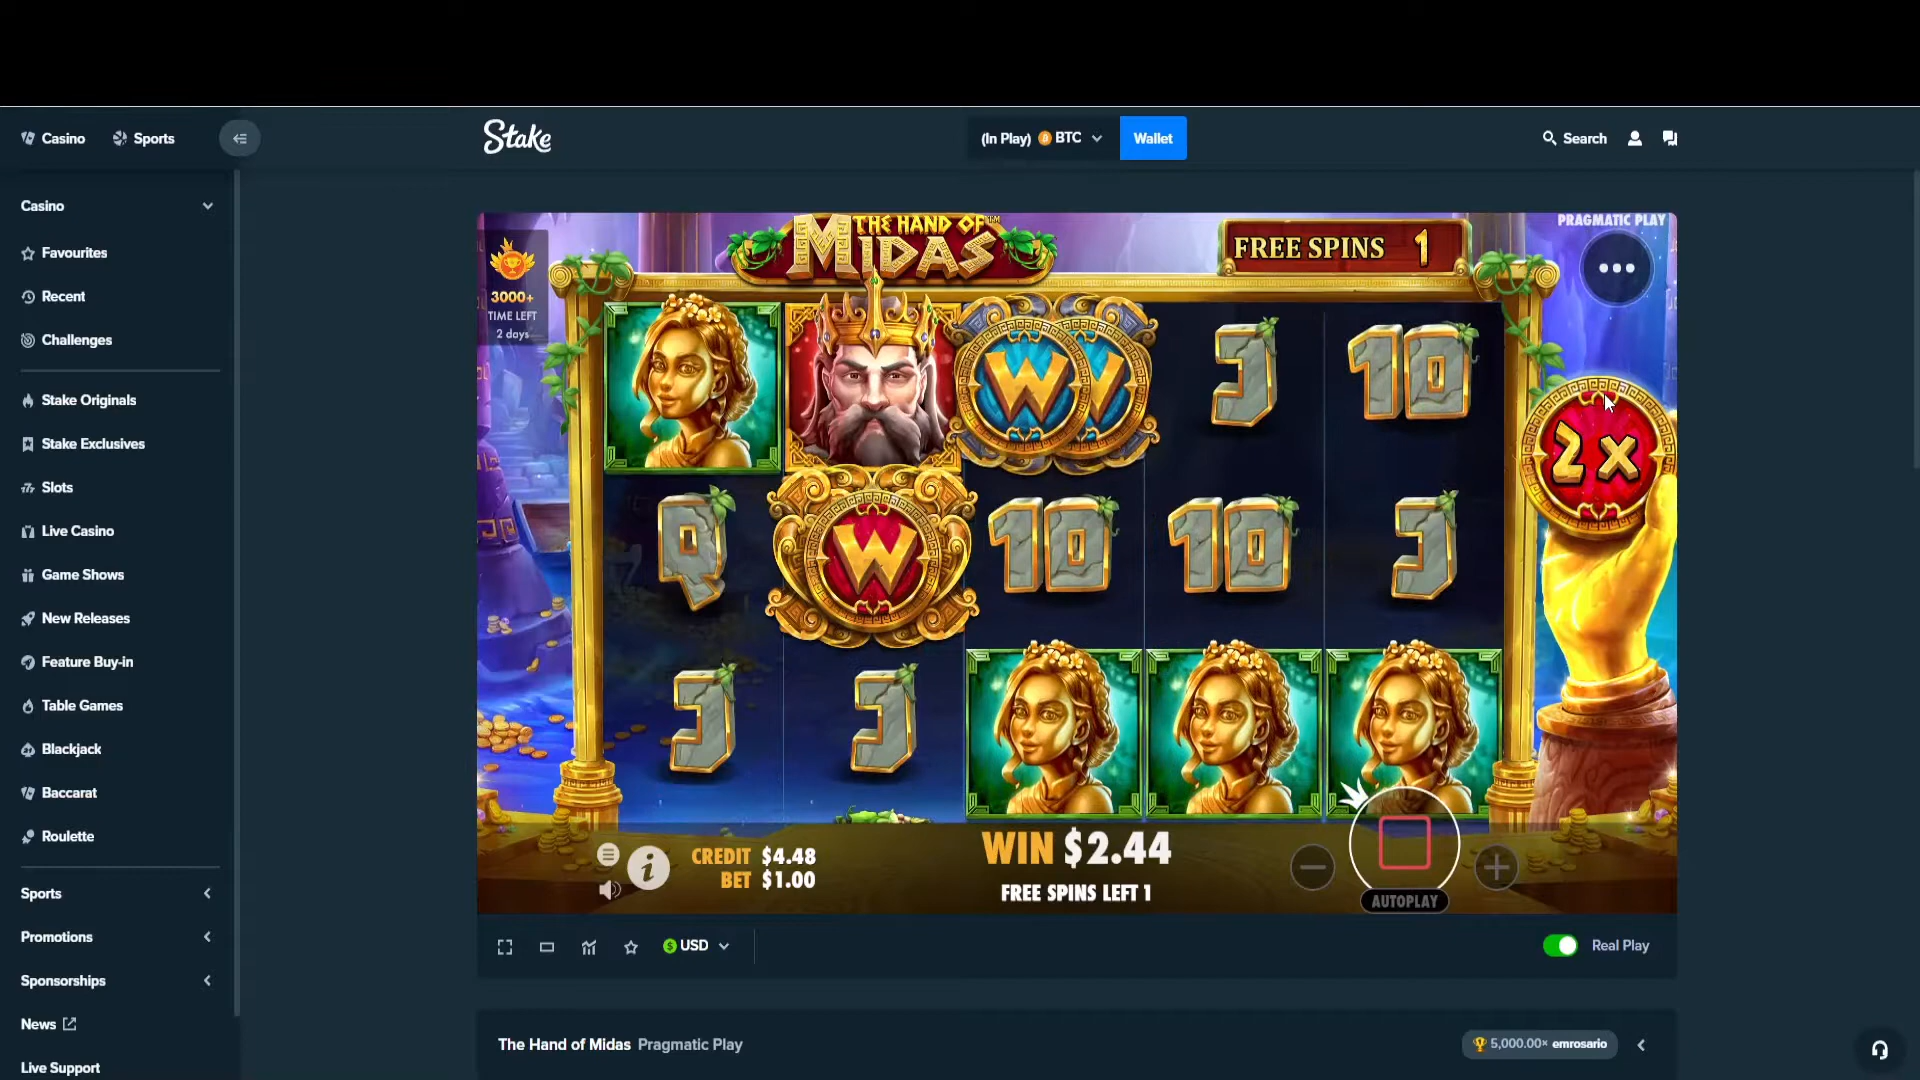 Casino
Sports
Stake
(In Play) BTC
Wallet
Search
Casino
Favourites
Recent
Challenges
Stake Originals
Stake Exclusives
Slots
Live Casino
Game Shows
New Releases
Feature Buy-in
Table Games
Blackjack
Baccarat
Roulette
Sports
Promotions
Sponsorships
News
Live Support
3000+
TIME LEFT
2 days
THE HAND OF™
MIDAS
FREE SPINS 1
PRAGMATIC PLAY
W W J 10
2x
Q W 10 10 J
J J
CREDIT $4.48
BET $1.00
WIN $2.44
FREE SPINS LEFT 1
AUTOPLAY
USD
Real Play
The Hand of Midas Pragmatic Play
5,000.00× emrosario